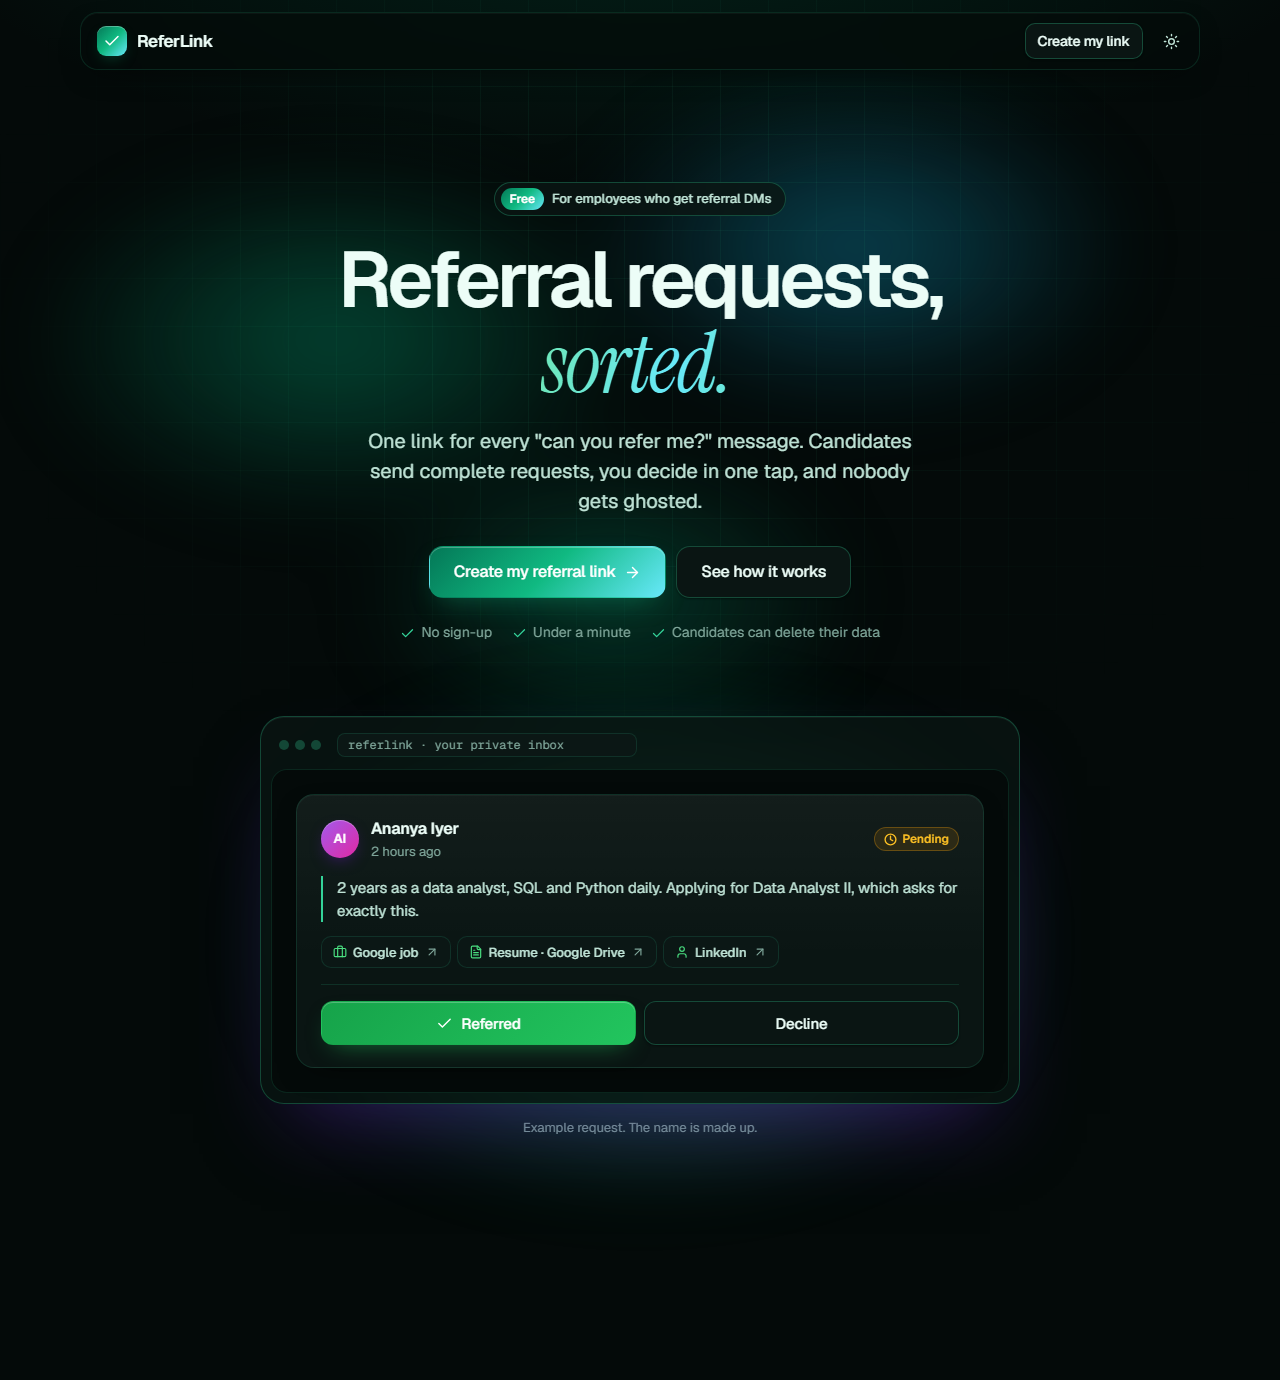 ReferLink
Create my link
Free For employees who get referral DMs
Referral requests,
sorted.
One link for every "can you refer me?" message. Candidates
send complete requests, you decide in one tap, and nobody
gets ghosted.
Create my referral link
See how it works
No sign-up
Under a minute
Candidates can delete their data
referlink · your private inbox
AI
Ananya Iyer
2 hours ago
Pending
2 years as a data analyst, SQL and Python daily. Applying for Data Analyst II, which asks for
exactly this.
Google job
Resume · Google Drive
LinkedIn
Referred
Decline
Example request. The name is made up.